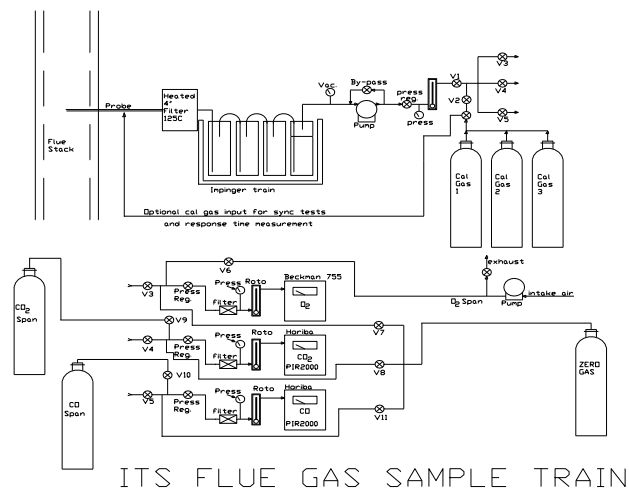 V3
By-pass
Vac.
press
reg.
V1
V4
Heated
4"
Filter
125C
V2
Probe
Pump
press
V5
Flue
Stack
Cal
Gas
1
Cal
Gas
2
Cal
Gas
3
Impinger train
Optional cal gas input for sync tests
and response time measurement
exhaust
V6
Beckman 755
Press
Roto
intake air
V3
Press
Reg.
O2
O2 Span
Pump
CO2
Span
filter
V9
V7
Press
Roto
Horiba
V4
Press
Reg.
CO2
PIR2000
filter
V8
ZERO
GAS
V10
Press
Roto
Horiba
CO
Span
V5
Press
Reg.
CO
PIR2000
filter
V11
ITS FLUE GAS SAMPLE TRAIN